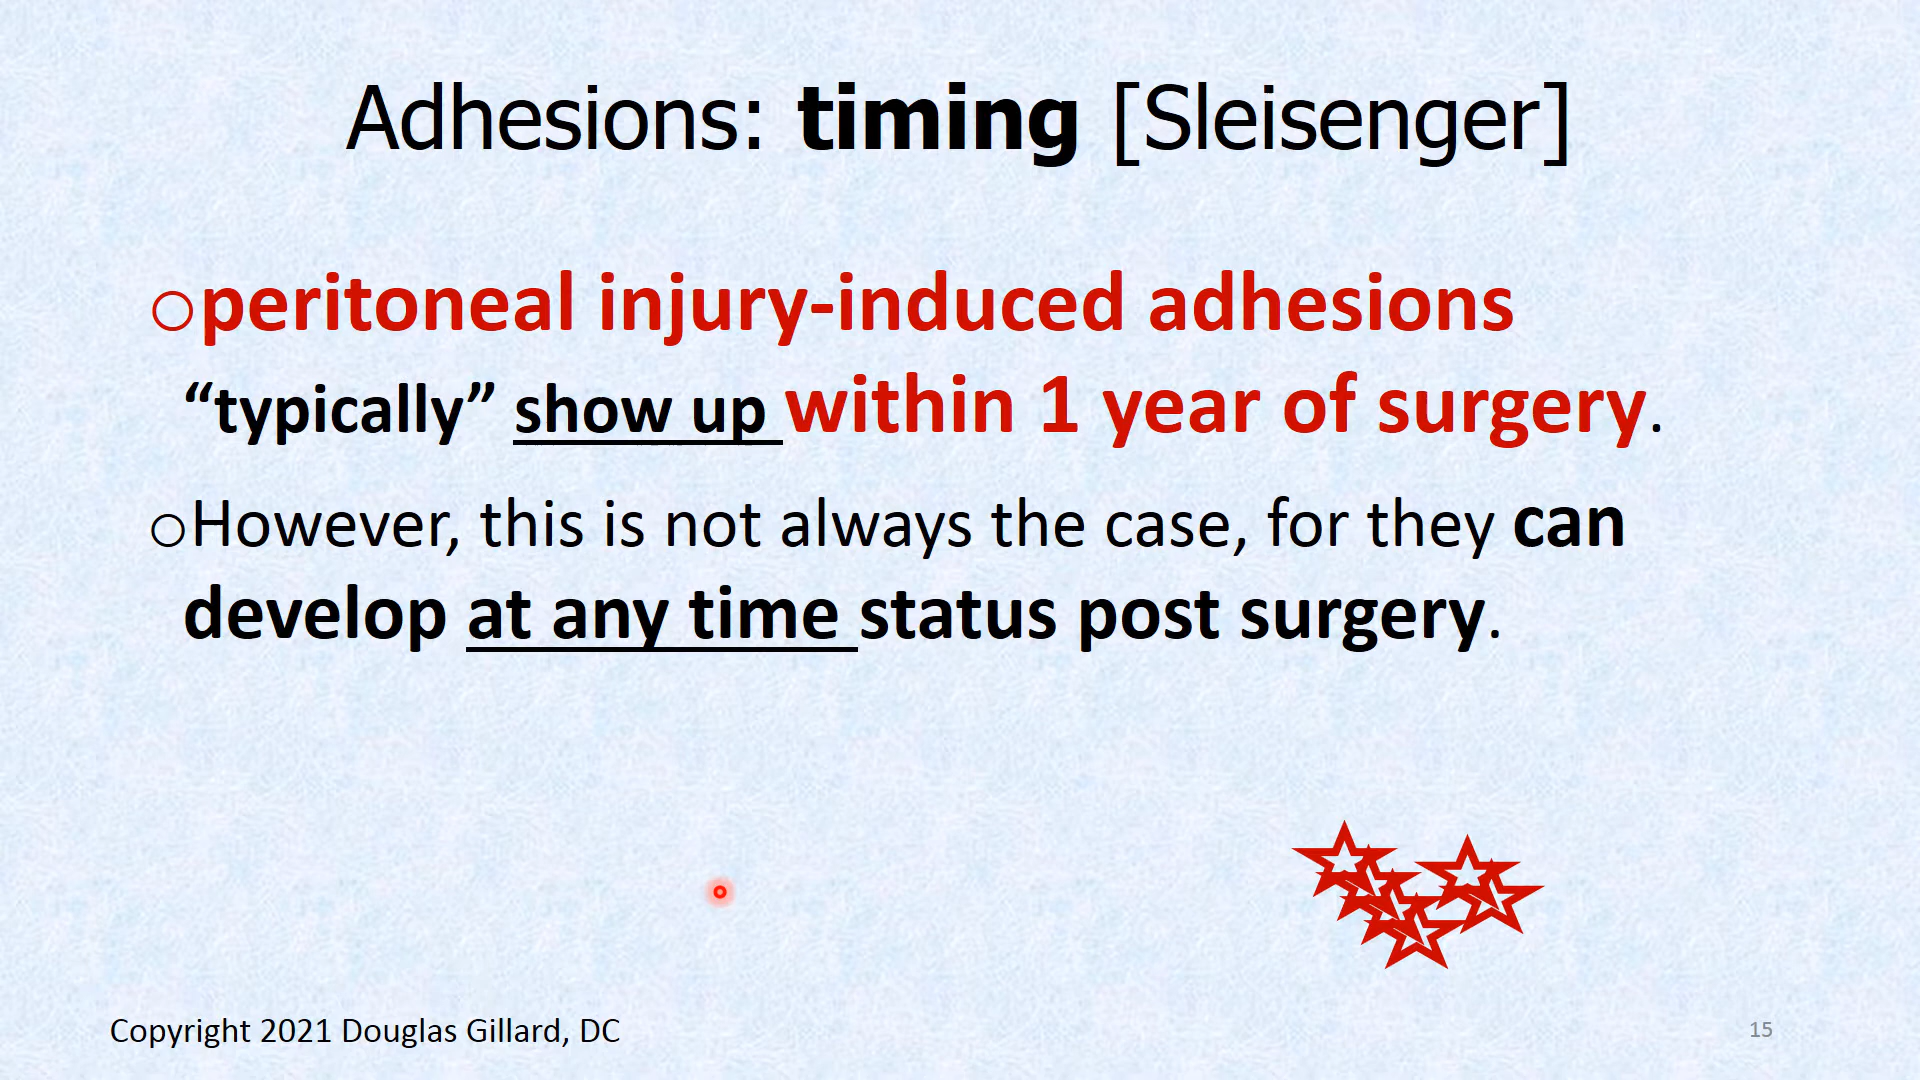 Adhesions: timing [Sleisenger]
peritoneal injury-induced adhesions
“typically” show up within 1 year of surgery.
However, this is not always the case, for they can
develop at any time status post surgery.
Copyright 2021 Douglas Gillard, DC
15